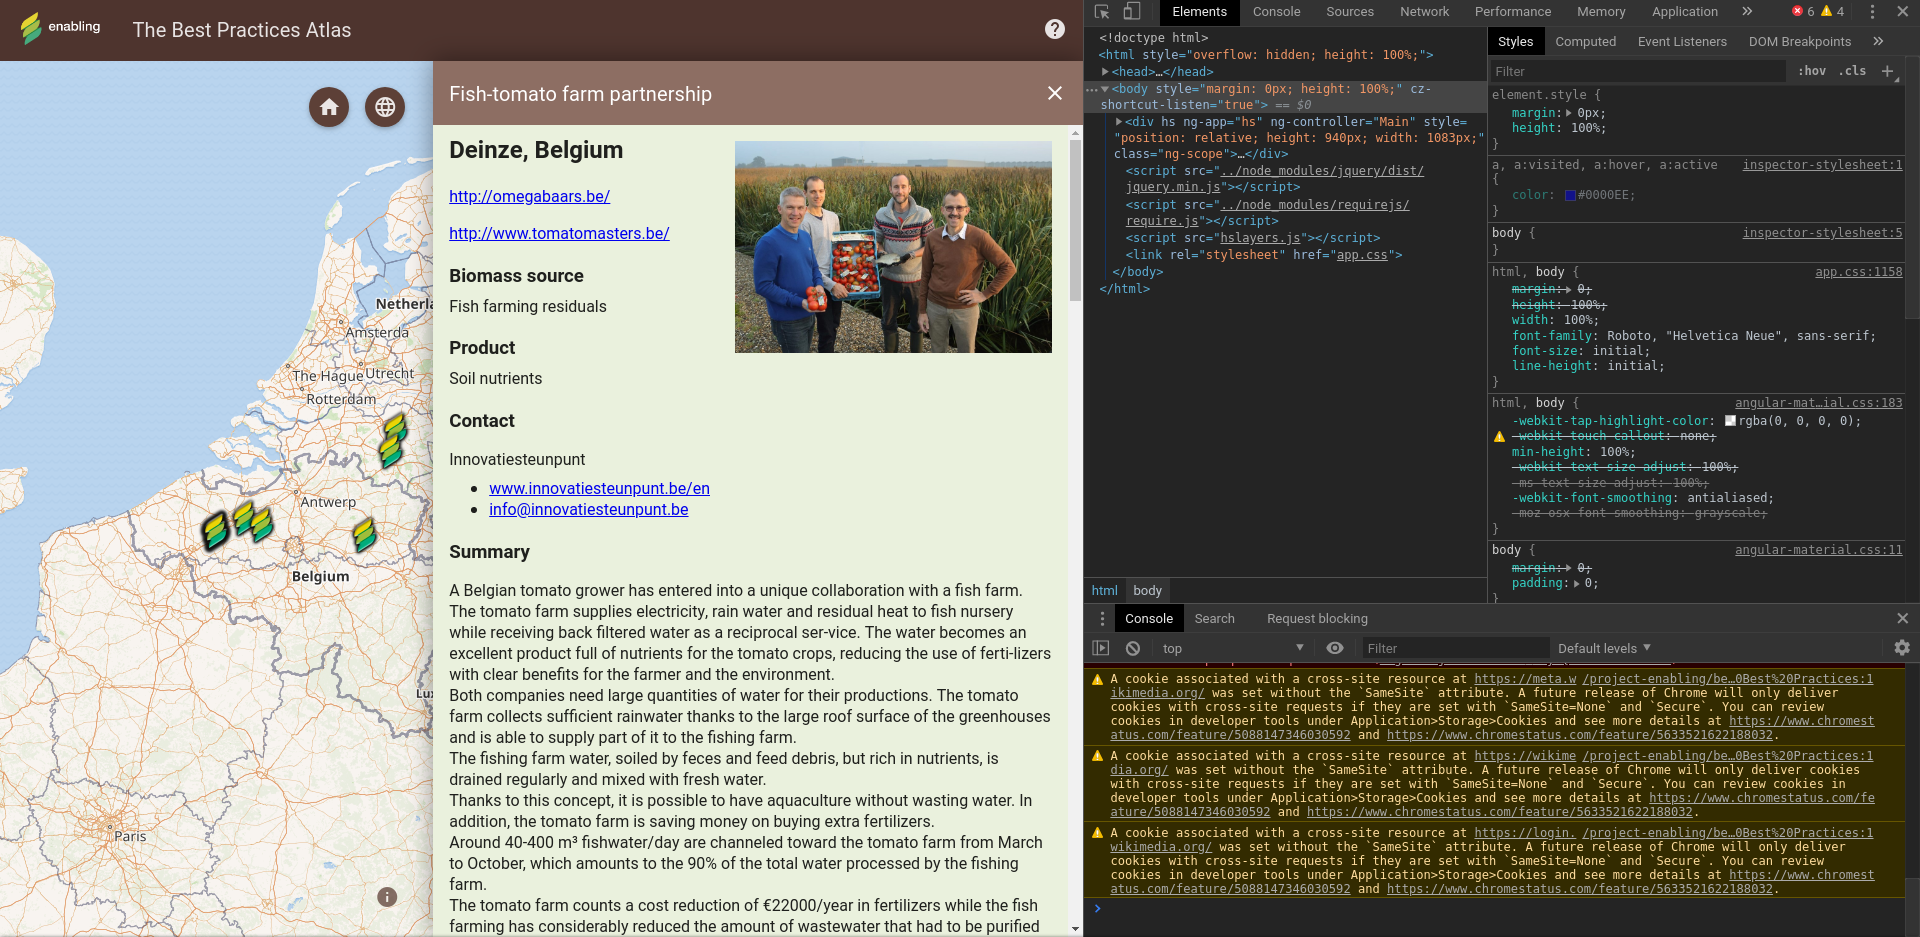 enabling
The Best Practices Atlas
Fish-tomato farm partnership
Netherla
Amsterda
The Hague
Utrecht
Rotterdam
Antwerp
Belgium
Lux
Paris
Deinze, Belgium
http://omegabaars.be/
http://www.tomatomasters.be/
Biomass source
Fish farming residuals
Product
Soil nutrients
Contact
Innovatiesteunpunt
www.innovatiesteunpunt.be/en
info@innovatiesteunpunt.be
Summary
A Belgian tomato grower has entered into a unique collaboration with a fish farm.
The tomato farm supplies electricity, rain water and residual heat to fish nursery
while receiving back filtered water as a reciprocal ser-vice. The water becomes an
excellent product full of nutrients for the tomato crops, reducing the use of ferti-lizers
with clear benefits for the farmer and the environment.
Both companies need large quantities of water for their productions. The tomato
farm collects sufficient rainwater thanks to the large roof surface of the greenhouses
and is able to supply part of it to the fishing farm.
The fishing farm water, soiled by feces and feed debris, but rich in nutrients, is
drained regularly and mixed with fresh water.
Thanks to this concept, it is possible to have aquaculture without wasting water. In
addition, the tomato farm is saving money on buying extra fertilizers.
Around 40-400 m³ fishwater/day are channeled toward the tomato farm from March
to October, which amounts to the 90% of the total water processed by the fishing
farm.
The tomato farm counts a cost reduction of €22000/year in fertilizers while the fish
farming has considerably reduced the amount of wastewater that had to be purified
Elements Console Sources Network Performance Memory Application » 6 4
<!doctype html>
<html style="overflow: hidden; height: 100%;">
<head>…</head>
<body style="margin: 0px; height: 100%;" cz-
shortcut-listen="true"> == $0
<div hs ng-app="hs" ng-controller="Main" style=
"position: relative; height: 940px; width: 1083px;"
class="ng-scope">…</div>
<script src="../node_modules/jquery/dist/
jquery.min.js"></script>
<script src="../node_modules/requirejs/
require.js"></script>
<script src="hslayers.js"></script>
<link rel="stylesheet" href="app.css">
</body>
</html>
html body
Styles Computed Event Listeners DOM Breakpoints »
Filter :hov .cls +
element.style {
margin: 0px;
height: 100%;
}
a, a:visited, a:hover, a:active inspector-stylesheet:1
{
color: #0000EE;
}
body { inspector-stylesheet:5
}
html, body { app.css:1158
margin: 0;
height: 100%;
width: 100%;
font-family: Roboto, "Helvetica Neue", sans-serif;
font-size: initial;
line-height: initial;
}
html, body { angular-mat…ial.css:183
-webkit-tap-highlight-color: rgba(0, 0, 0, 0);
-webkit-touch-callout: none;
min-height: 100%;
-webkit-text-size-adjust: 100%;
-ms-text-size-adjust: 100%;
-webkit-font-smoothing: antialiased;
-moz-osx-font-smoothing: grayscale;
}
body { angular-material.css:11
margin: 0;
padding: 0;
}
Console Search Request blocking
top Filter Default levels
A cookie associated with a cross-site resource at https://meta.w /project-enabling/be…0Best%20Practices:1
ikimedia.org/ was set without the `SameSite` attribute. A future release of Chrome will only deliver
cookies with cross-site requests if they are set with `SameSite=None` and `Secure`. You can review
cookies in developer tools under Application>Storage>Cookies and see more details at https://www.chromest
atus.com/feature/5088147346030592 and https://www.chromestatus.com/feature/5633521622188032.
A cookie associated with a cross-site resource at https://wikime /project-enabling/be…0Best%20Practices:1
dia.org/ was set without the `SameSite` attribute. A future release of Chrome will only deliver cookies
with cross-site requests if they are set with `SameSite=None` and `Secure`. You can review cookies in
developer tools under Application>Storage>Cookies and see more details at https://www.chromestatus.com/fe
ature/5088147346030592 and https://www.chromestatus.com/feature/5633521622188032.
A cookie associated with a cross-site resource at https://login. /project-enabling/be…0Best%20Practices:1
wikimedia.org/ was set without the `SameSite` attribute. A future release of Chrome will only deliver
cookies with cross-site requests if they are set with `SameSite=None` and `Secure`. You can review
cookies in developer tools under Application>Storage>Cookies and see more details at https://www.chromest
atus.com/feature/5088147346030592 and https://www.chromestatus.com/feature/5633521622188032.